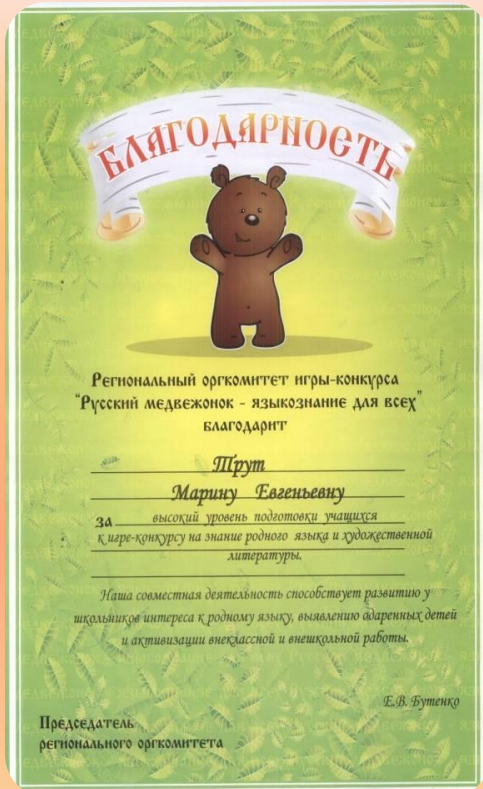 БЛАГОДАРНОСТЬ
Региональный оргкомитет игры-конкурса
"Русский медвежонок - языкознание для всех"
благодарит
Трут
Марину Евгеньевну
за высокий уровень подготовки учащихся
к игре-конкурсу на знание родного языка и художественной
литературы.
Наша совместная деятельность способствует развитию у
школьников интереса к родному языку, выявлению одаренных детей
и активизации внеклассной и внешкольной работы.
Е.В. Бутенко
Председатель
регионального оргкомитета